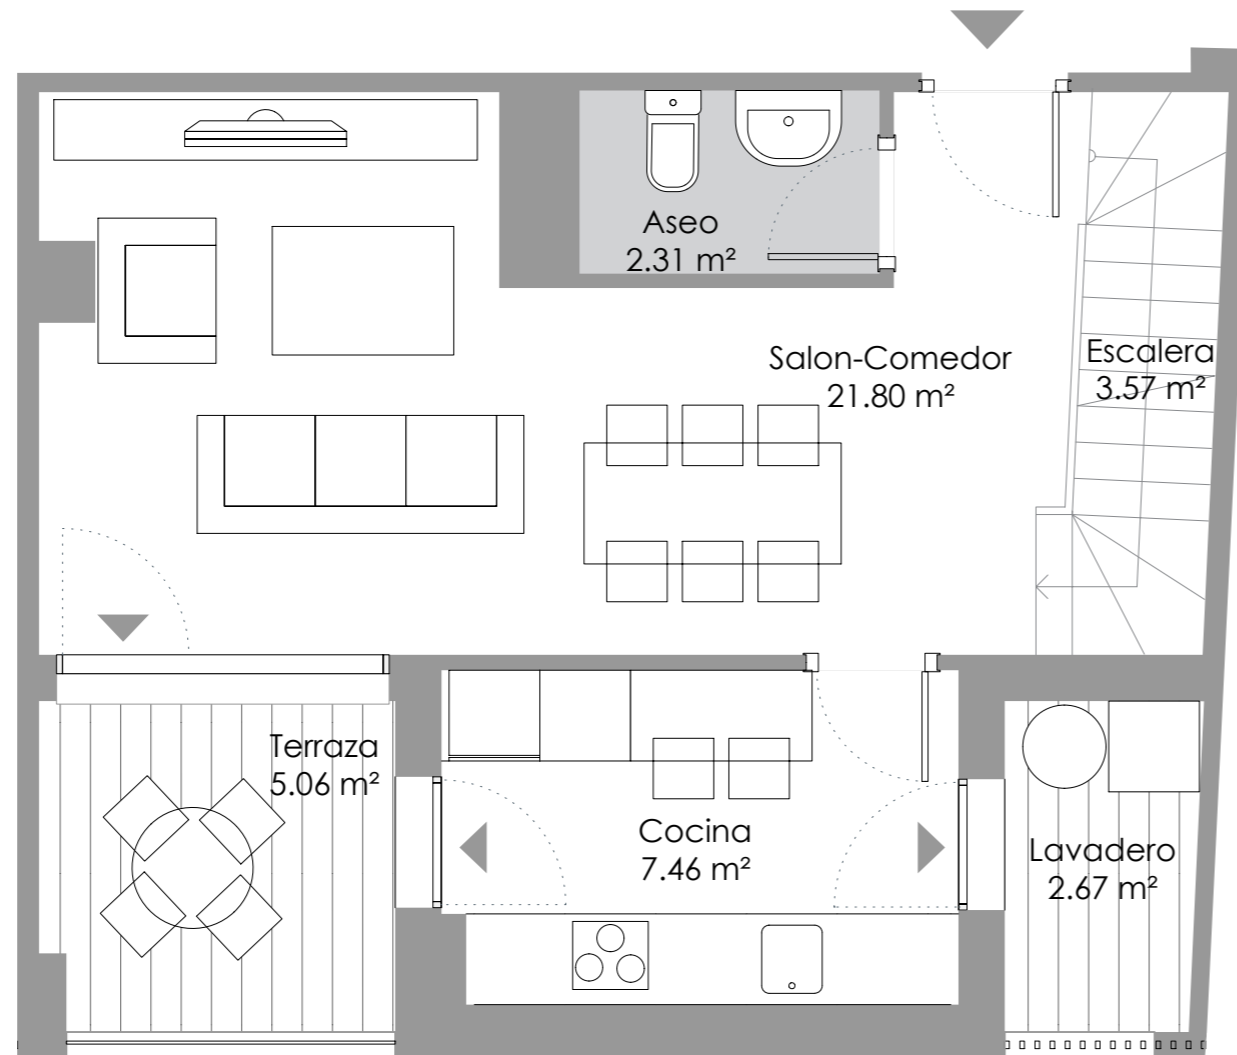 Aseo
2.31 m²
Salon-Comedor
21.80 m²
Escalera
3.57 m²
Terraza
5.06 m²
Cocina
7.46 m²
Lavadero
2.67 m²